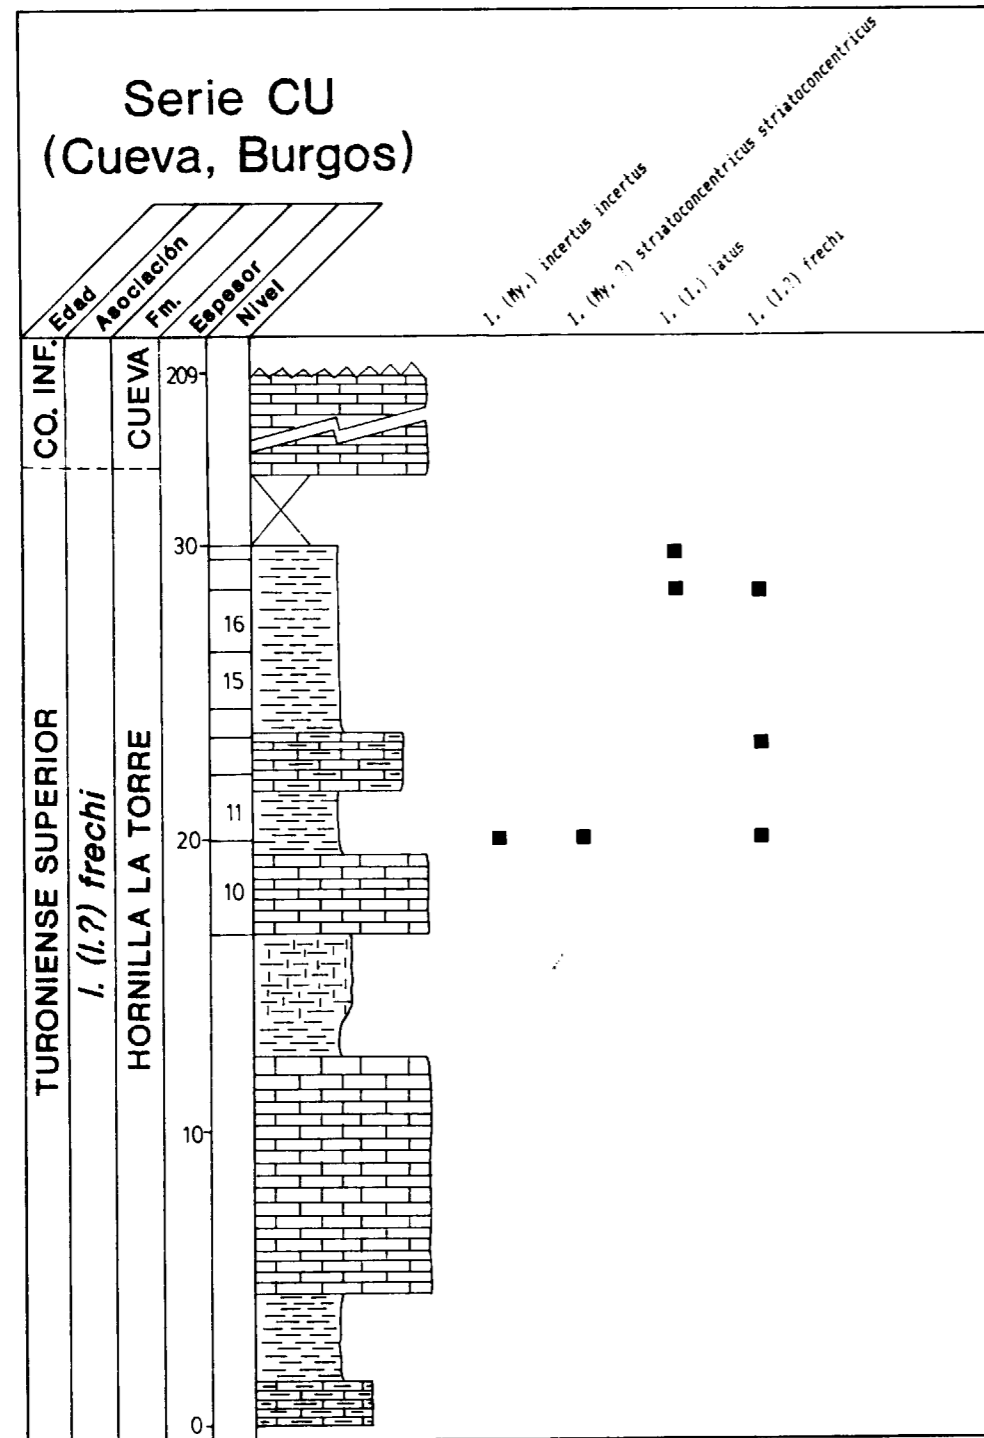 Serie CU
(Cueva, Burgos)
Edad
Asociación
Fm.
Espesor
Nivel
I. (My.) incertus incertus
I. (My.?) striatoconcentricus striatoconcentricus
I. (I.) latus
I. (I.?) frechi
CO. INF.
CUEVA
209
30
16
15
11
20
10
10
0
TURONIENSE SUPERIOR
I. (I.?) frechi
HORNILLA LA TORRE